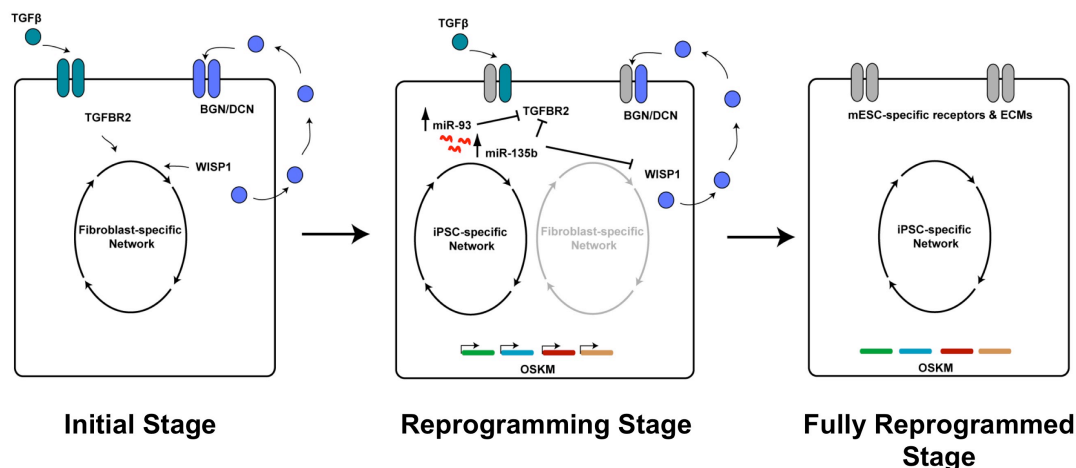 TGFβ
BGN/DCN
TGFBR2
WISP1
Fibroblast-specific
Network
Initial Stage
TGFβ
TGFBR2
BGN/DCN
miR-93
miR-135b
WISP1
iPSC-specific
Network
Fibroblast-specific
Network
OSKM
Reprogramming Stage
mESC-specific receptors & ECMs
iPSC-specific
Network
OSKM
Fully Reprogrammed
Stage